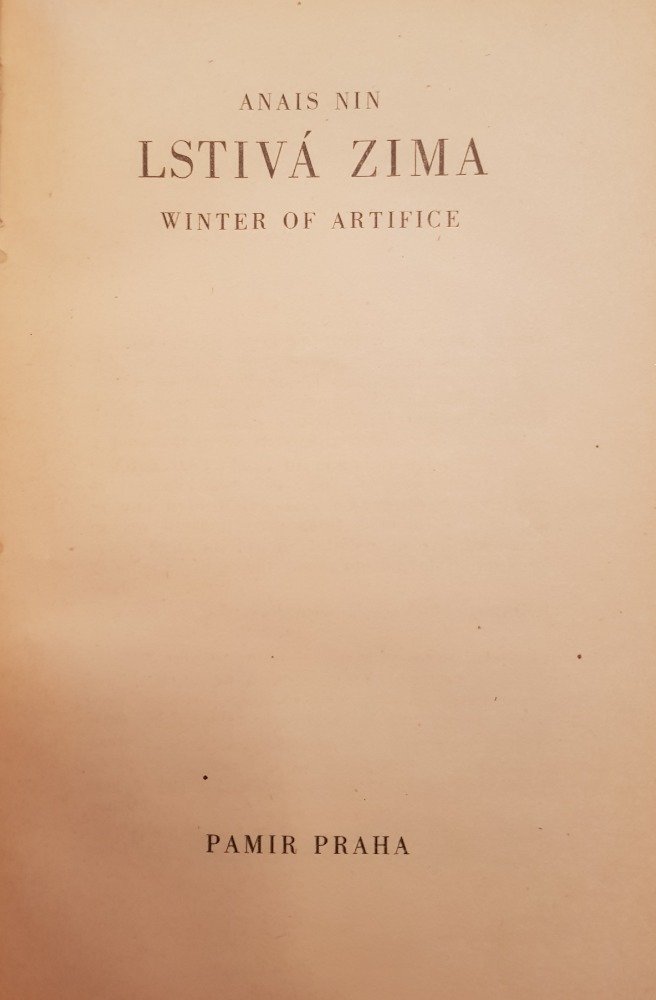 ANAIS NIN
LSTIVÁ ZIMA
WINTER OF ARTIFICE
PAMIR PRAHA